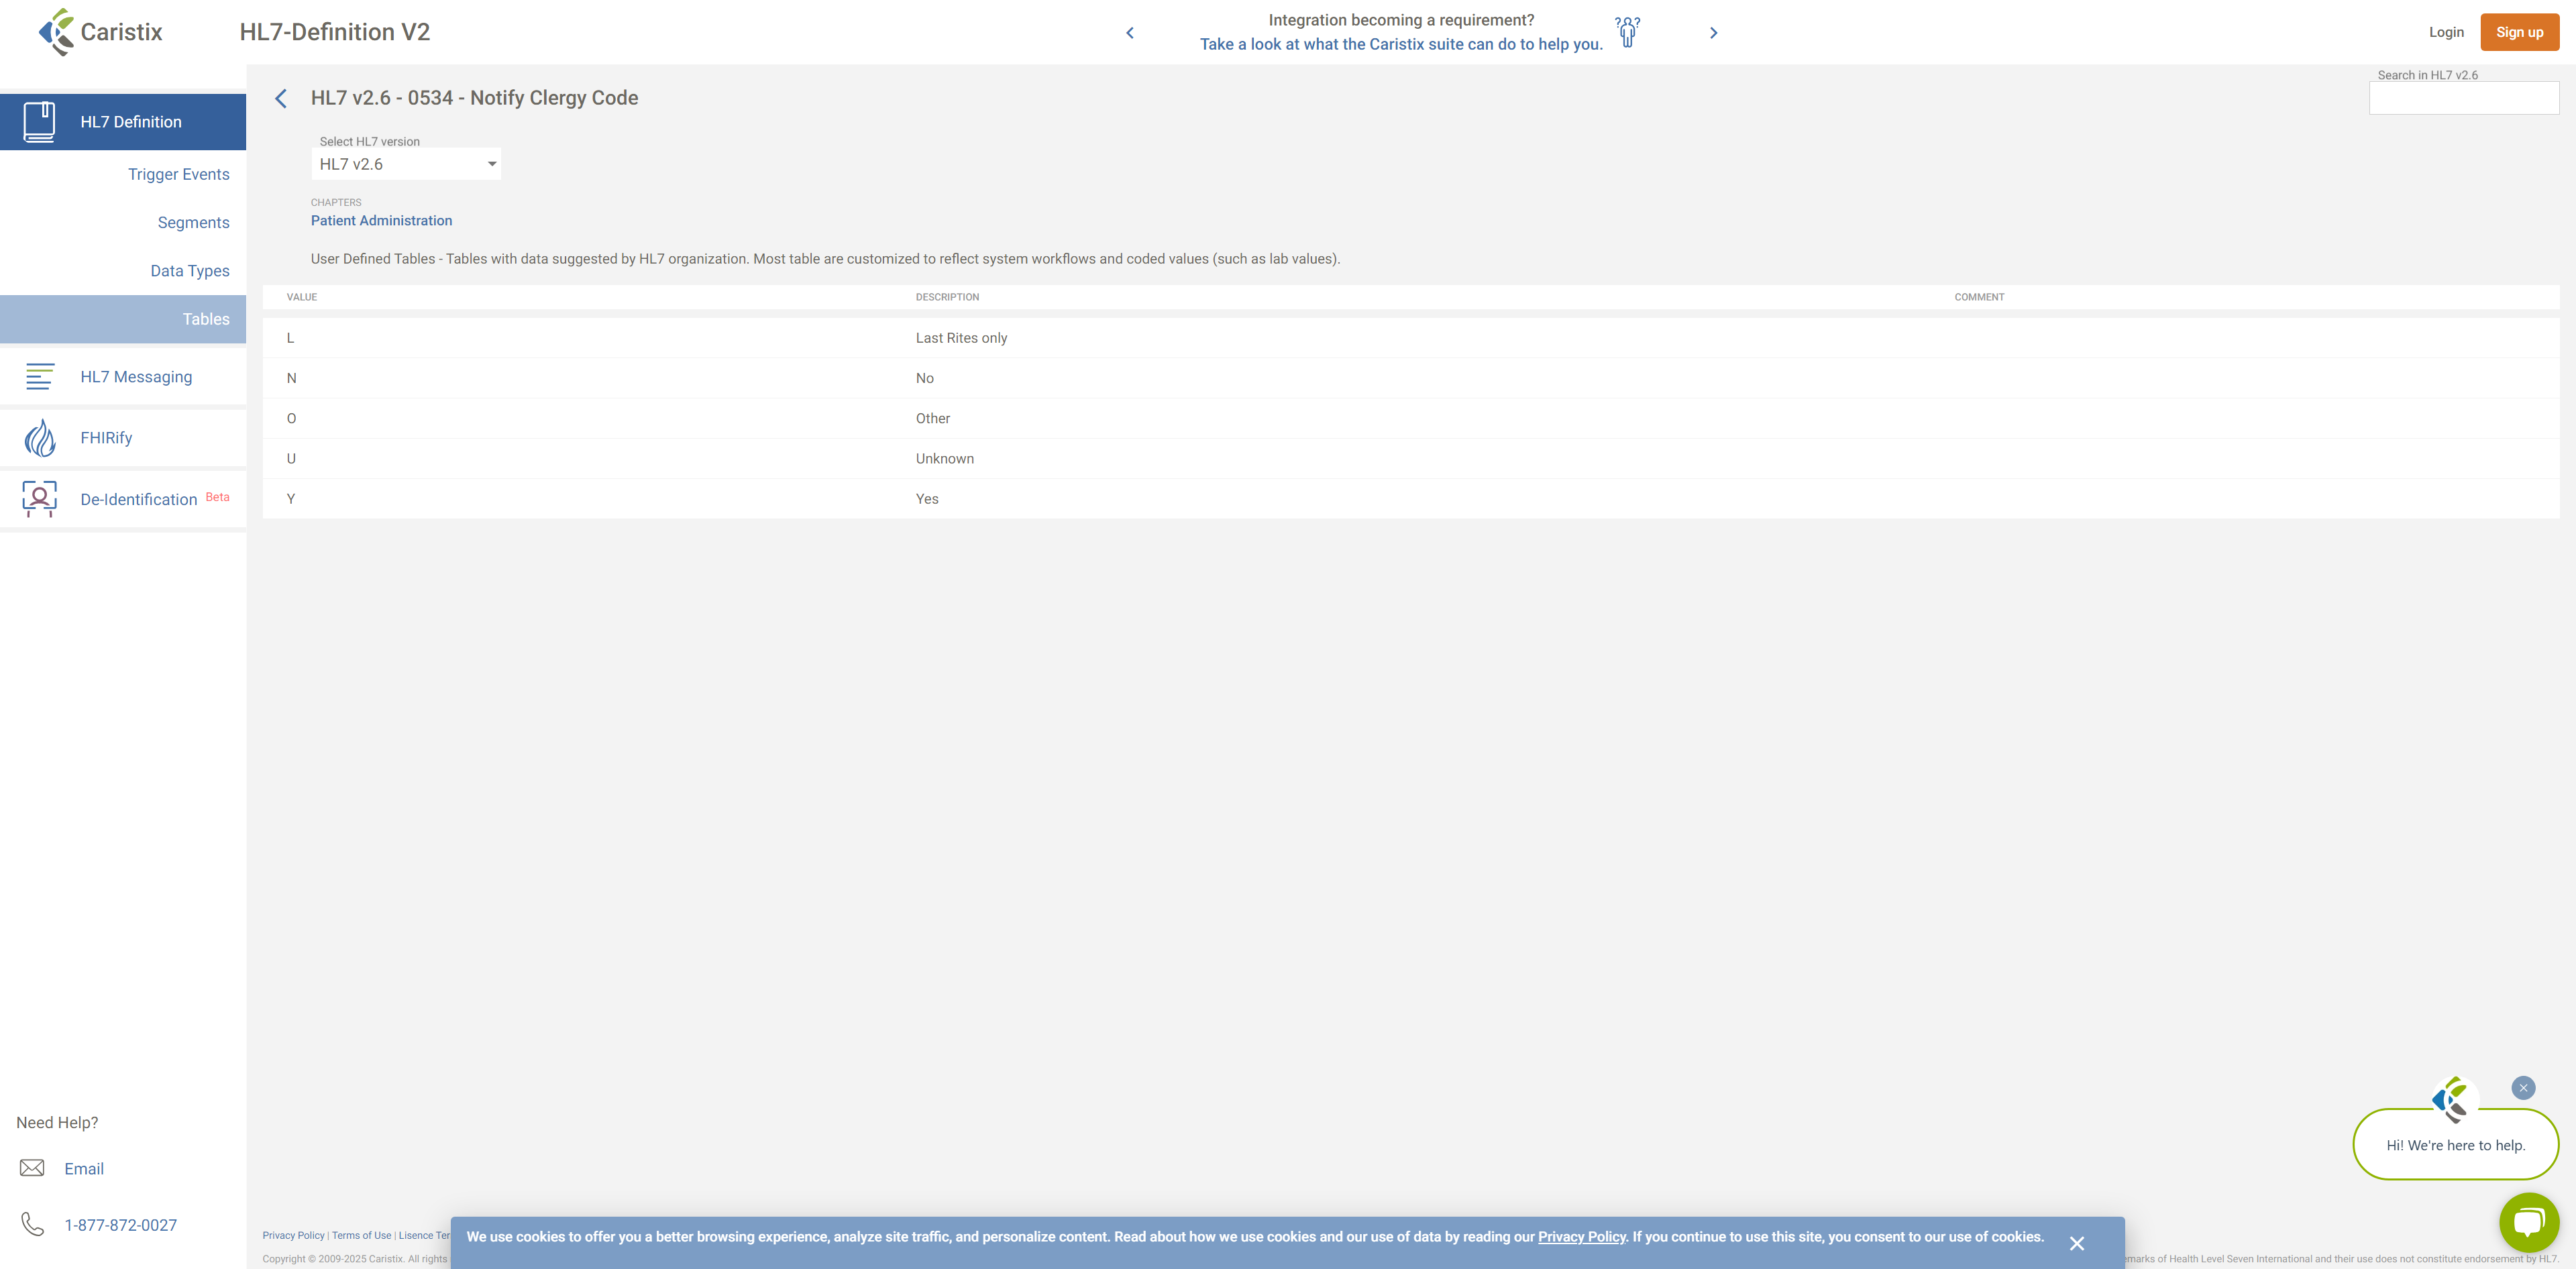 Caristix
HL7-Definition V2
Integration becoming a requirement?
Take a look at what the Caristix suite can do to help you.
Login
Sign up
HL7 Definition
Trigger Events
Segments
Data Types
Tables
HL7 Messaging
FHIRify
De-Identification Beta
Need Help?
Email
1-877-872-0027
HL7 v2.6 - 0534 - Notify Clergy Code
Search in HL7 v2.6
Select HL7 version
HL7 v2.6
CHAPTERS
Patient Administration
User Defined Tables - Tables with data suggested by HL7 organization. Most table are customized to reflect system workflows and coded values (such as lab values).
VALUE DESCRIPTION COMMENT
L Last Rites only
N No
O Other
U Unknown
Y Yes
Hi! We're here to help.
Privacy Policy | Terms of Use | Lisence Ter
We use cookies to offer you a better browsing experience, analyze site traffic, and personalize content. Read about how we use cookies and our use of data by reading our Privacy Policy. If you continue to use this site, you consent to our use of cookies.
Copyright © 2009-2025 Caristix. All rights
emarks of Health Level Seven International and their use does not constitute endorsement by HL7.